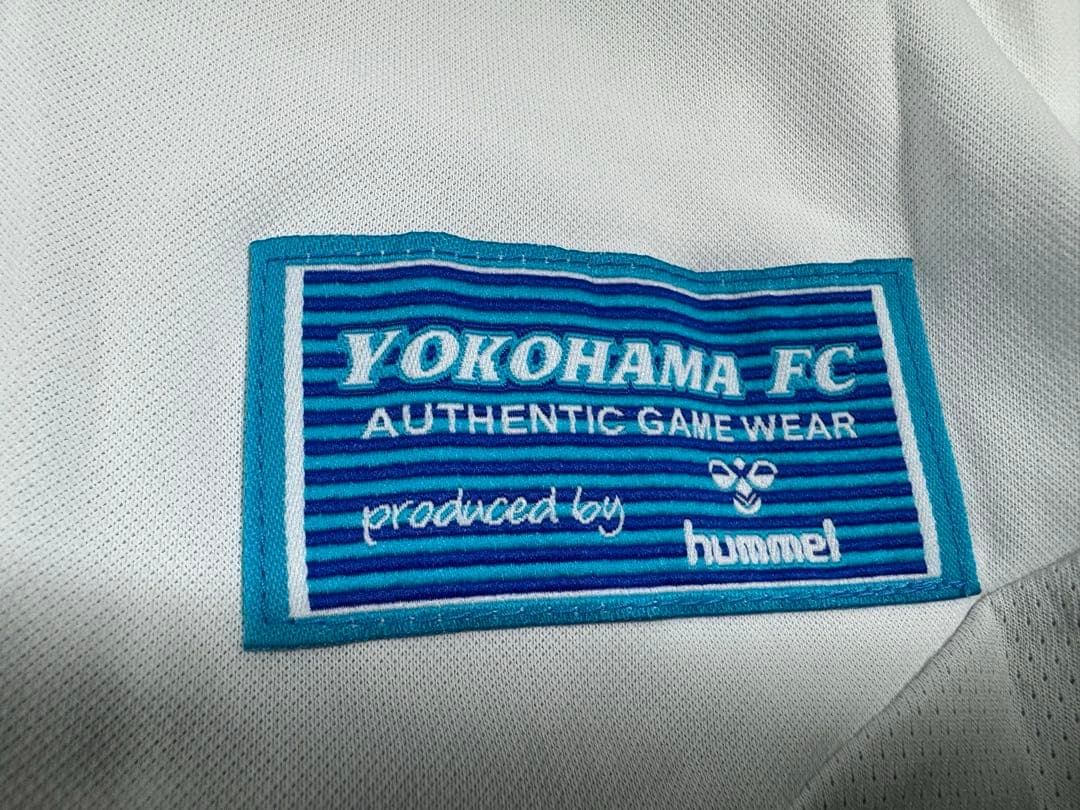 YOKOHAMA FC
AUTHENTIC GAME WEAR
produced by
hummel